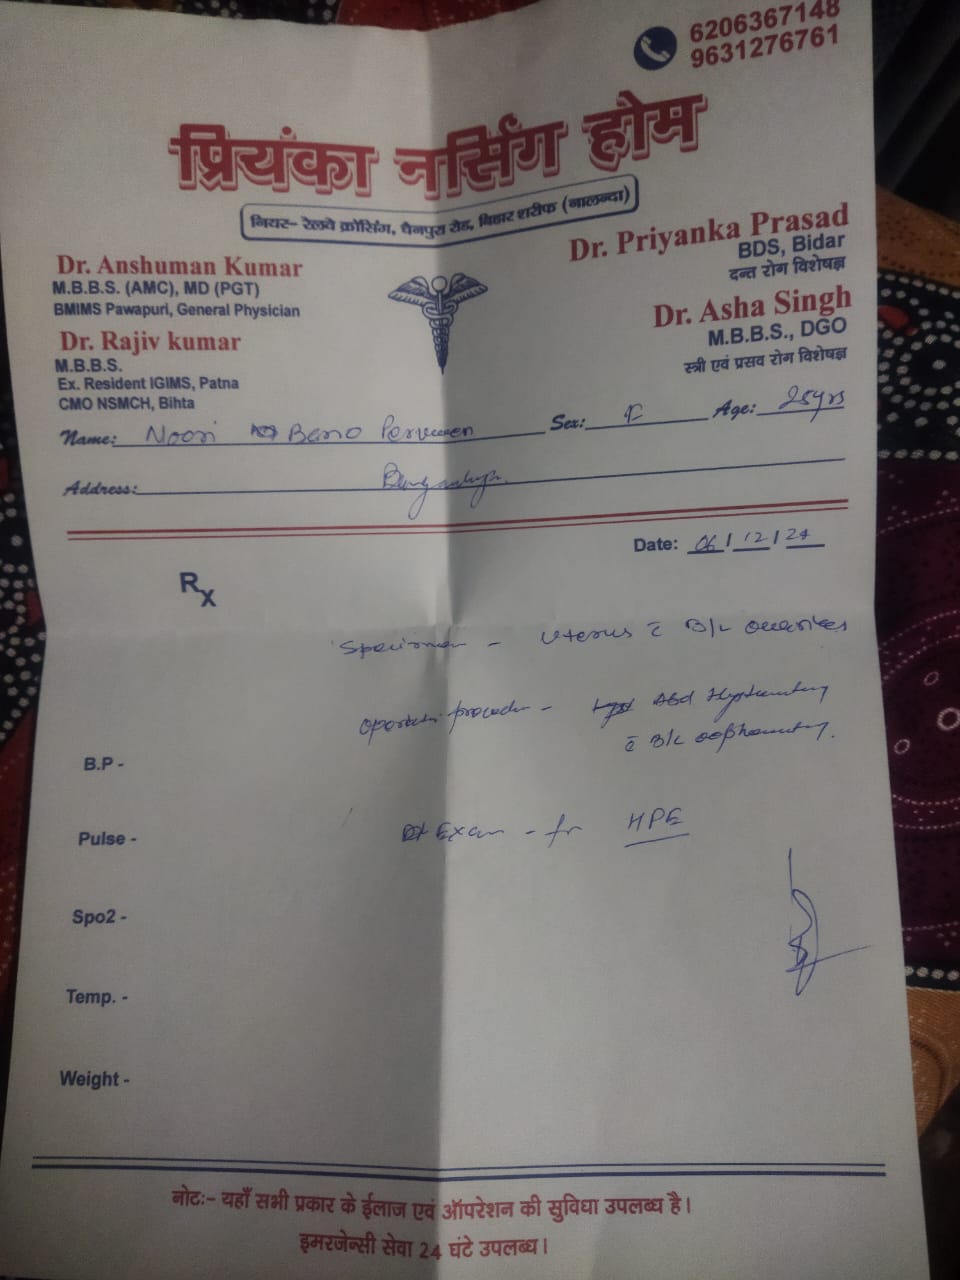 6206367148
9631276761
प्रियंका नर्सिंग होम
नियर- रेलवे क्रोसिंग, चैनपुरा रोड, बिहार शरीफ (नालन्दा)
Dr. Anshuman Kumar
M.B.B.S. (AMC), MD (PGT)
BMIMS Pawapuri, General Physician
Dr. Rajiv kumar
M.B.B.S.
Ex. Resident IGIMS, Patna
CMO NSMCH, Bihta
Dr. Priyanka Prasad
BDS, Bidar
दन्त रोग विशेषज्ञ
Dr. Asha Singh
M.B.B.S., DGO
स्त्री एवं प्रसव रोग विशेषज्ञ
Name: Noori Bano Perween Sex: F Age: 25yrs
Address:
Date: 06/12/24
Rx
Specimen - Uterus c̄ B/L ovaries
Operative procedure - Abd Hysterectomy
c̄ B/L oophorectomy.
B.P -
Exam - for HPE
Pulse -
Spo2 -
Temp. -
Weight -
नोट:- यहाँ सभी प्रकार के ईलाज एवं ऑपरेशन की सुविधा उपलब्ध है।
इमरजेन्सी सेवा 24 घंटे उपलब्ध।